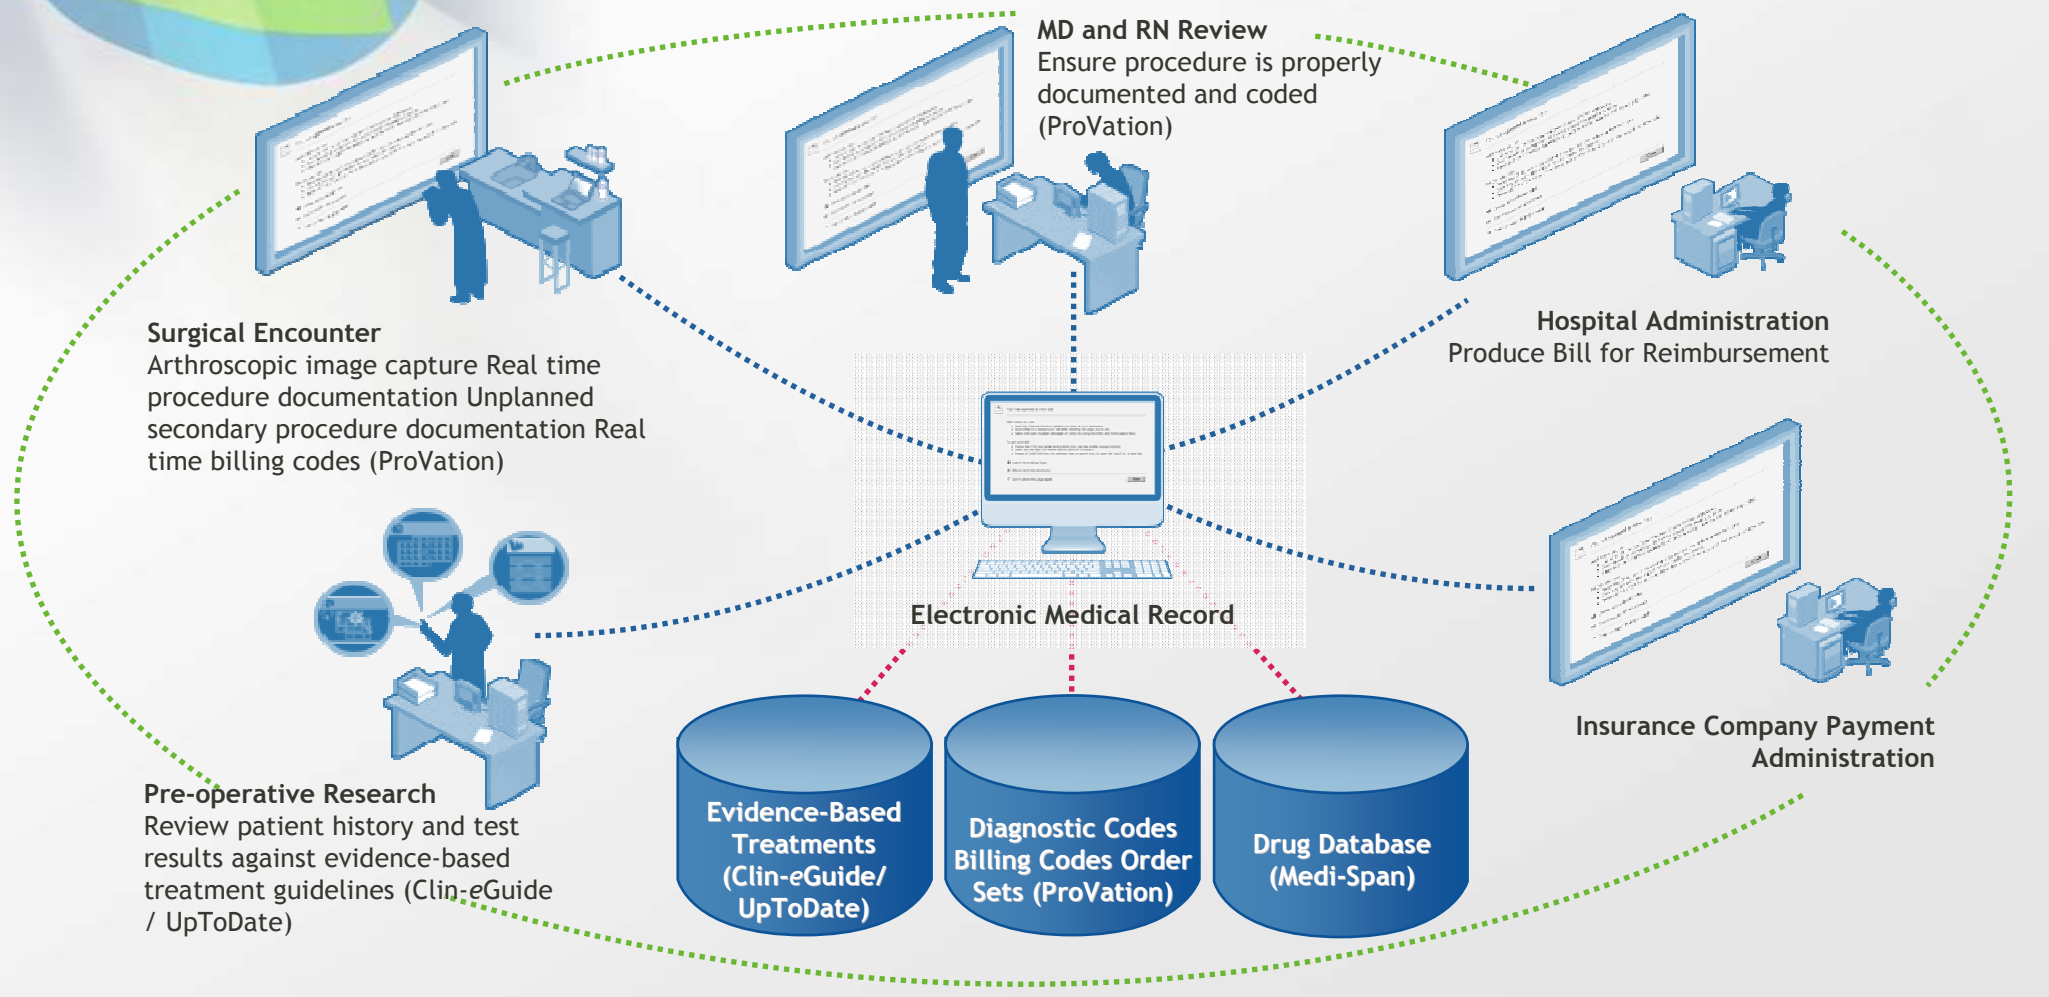 MD and RN Review
Ensure procedure is properly
documented and coded
(ProVation)
Surgical Encounter
Arthroscopic image capture Real time
procedure documentation Unplanned
secondary procedure documentation Real
time billing codes (ProVation)
Hospital Administration
Produce Bill for Reimbursement
Electronic Medical Record
Insurance Company Payment
Administration
Pre-operative Research
Review patient history and test
results against evidence-based
treatment guidelines (Clin-eGuide
/ UpToDate)
Evidence-Based
Treatments
(Clin-eGuide/
UpToDate)
Diagnostic Codes
Billing Codes Order
Sets (ProVation)
Drug Database
(Medi-Span)